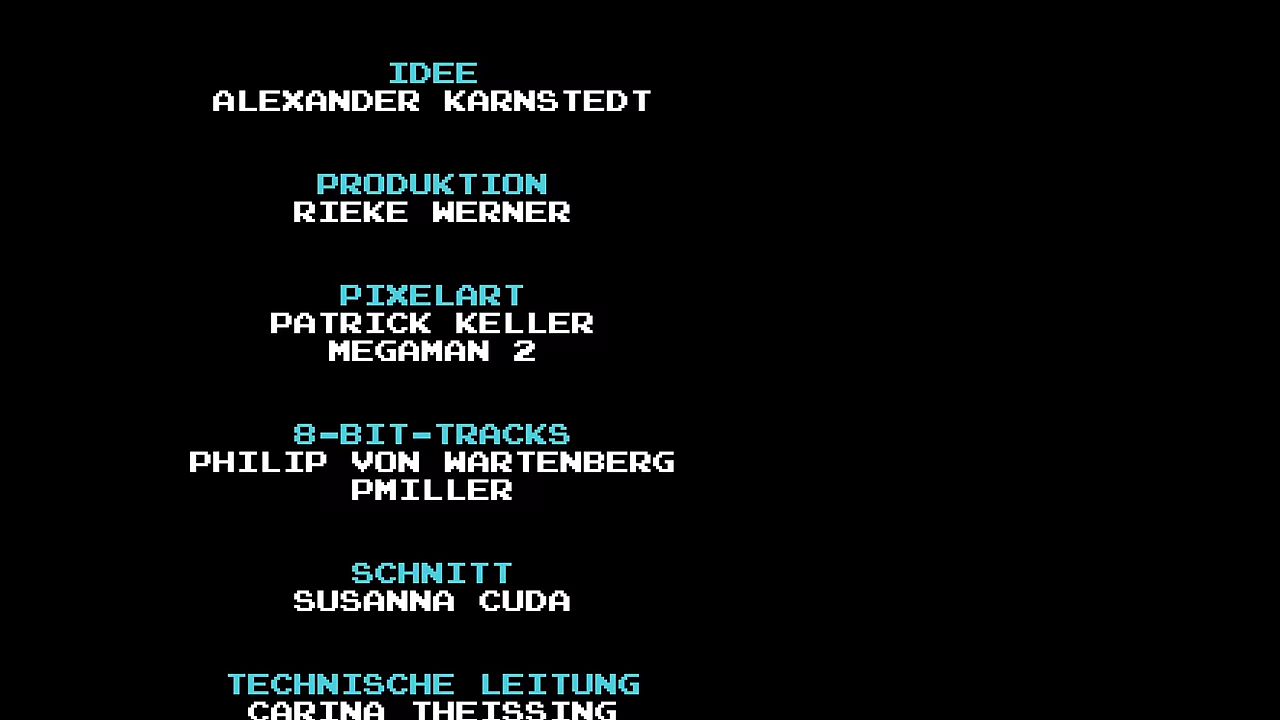 IDEE
ALEXANDER KARNSTEDT
PRODUKTION
RIEKE WERNER
PIXELART
PATRICK KELLER
MEGAMAN 2
8-BIT-TRACKS
PHILIP VON WARTENBERG
PMILLER
SCHNITT
SUSANNA CUDA
TECHNISCHE LEITUNG
CARINA THEISSING